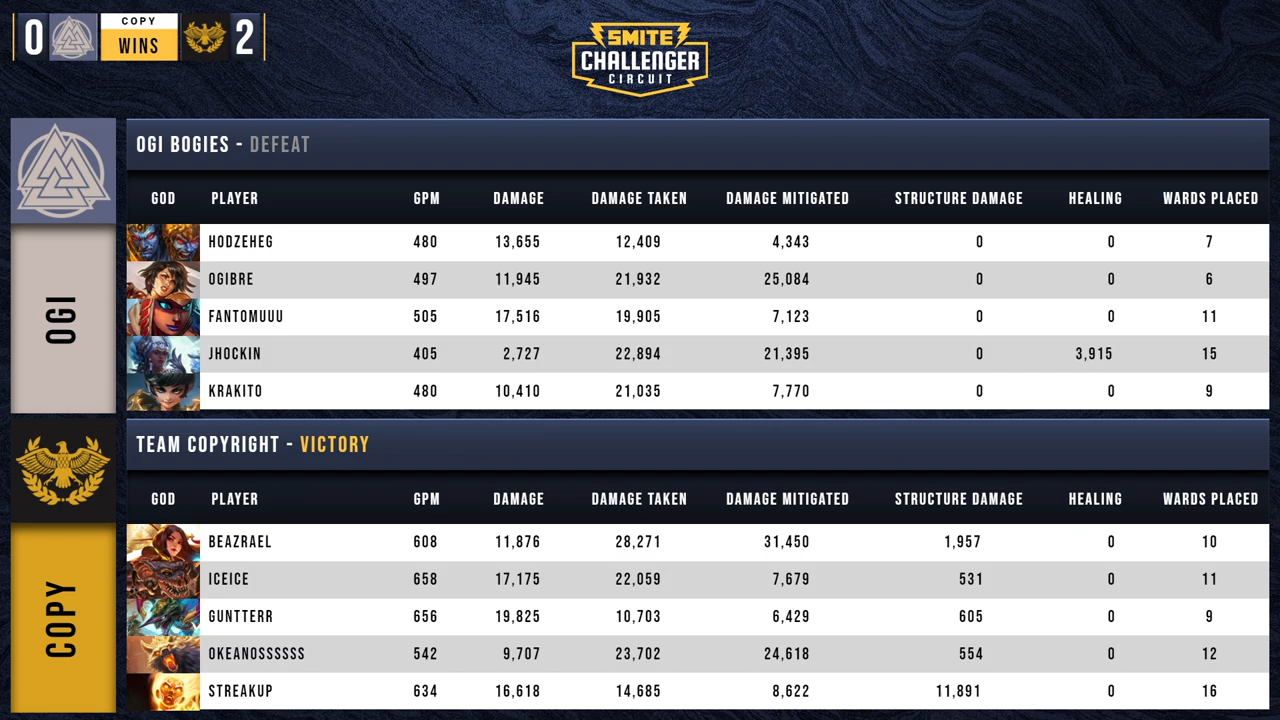 0 COPY WINS 2
SMITE
CHALLENGER
CIRCUIT
OGI BOGIES - DEFEAT
GOD PLAYER GPM DAMAGE DAMAGE TAKEN DAMAGE MITIGATED STRUCTURE DAMAGE HEALING WARDS PLACED
HODZEHEG 480 13,655 12,409 4,343 0 0 7
OGIBRE 497 11,945 21,932 25,084 0 0 6
FANTOMUUU 505 17,516 19,905 7,123 0 0 11
JHOCKIN 405 2,727 22,894 21,395 0 3,915 15
KRAKITO 480 10,410 21,035 7,770 0 0 9
OGI
TEAM COPYRIGHT - VICTORY
GOD PLAYER GPM DAMAGE DAMAGE TAKEN DAMAGE MITIGATED STRUCTURE DAMAGE HEALING WARDS PLACED
BEAZRAEL 608 11,876 28,271 31,450 1,957 0 10
ICEICE 658 17,175 22,059 7,679 531 0 11
GUNTTERR 656 19,825 10,703 6,429 605 0 9
OKEANOSSSSSS 542 9,707 23,702 24,618 554 0 12
STREAKUP 634 16,618 14,685 8,622 11,891 0 16
COPY